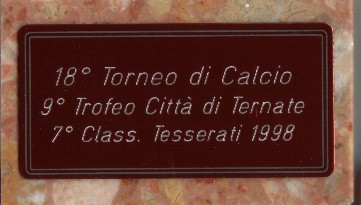 18° Torneo di Calcio
9° Trofeo Città di Ternate
7° Class. Tesserati 1998